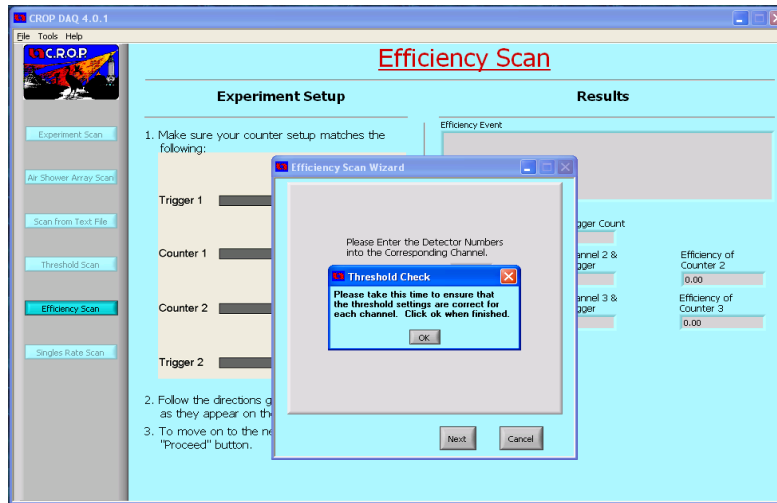 CROP DAQ 4.0.1
File Tools Help
C.R.O.P.
Efficiency Scan
Experiment Setup
Results
Experiment Scan
Air Shower Array Scan
Scan from Text File
Threshold Scan
Efficiency Scan
Singles Rate Scan
1. Make sure your counter setup matches the
following:
Trigger 1
Counter 1
Counter 2
Trigger 2
2. Follow the directions g
as they appear on the
3. To move on to the ne
"Proceed" button.
Efficiency Event
gger Count
annel 2 &
gger
Efficiency of
Counter 2
0.00
annel 3 &
gger
Efficiency of
Counter 3
0.00
Efficiency Scan Wizard
Please Enter the Detector Numbers
into the Corresponding Channel.
Threshold Check
Please take this time to ensure that
the threshold settings are correct for
each channel. Click ok when finished.
OK
Next
Cancel